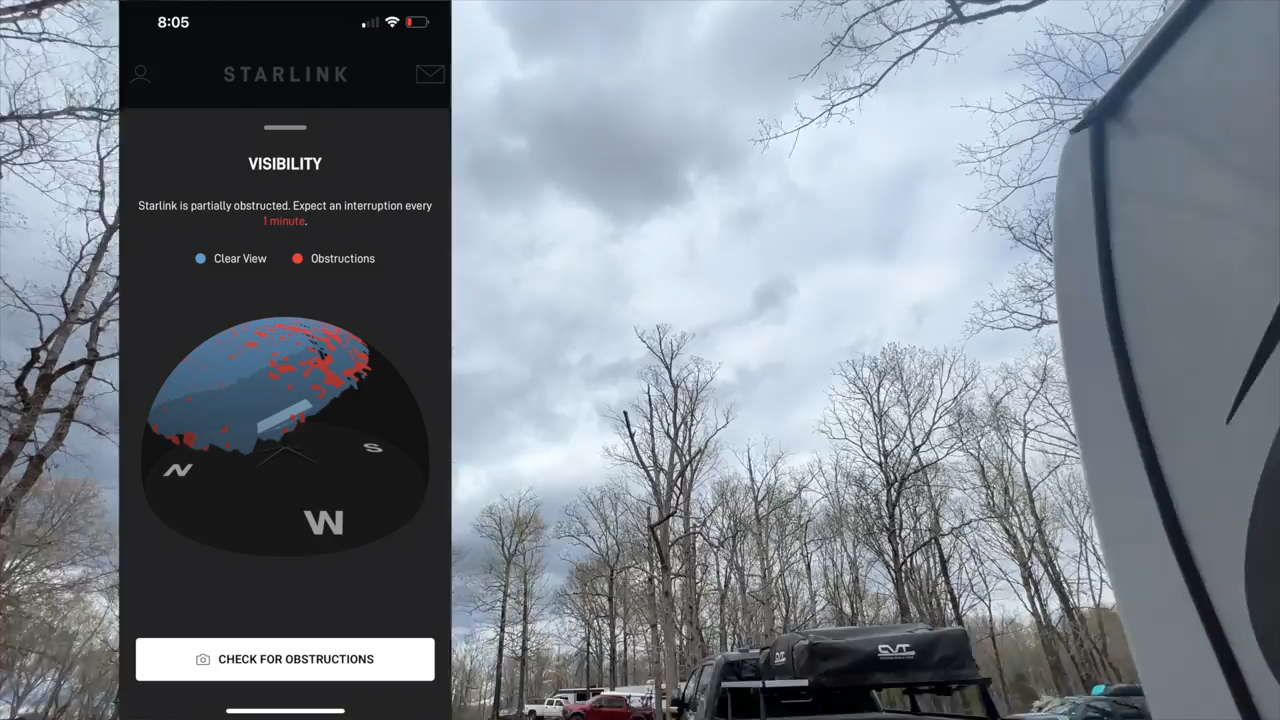 8:05
STARLINK
VISIBILITY
Starlink is partially obstructed. Expect an interruption every
1 minute.
Clear View
Obstructions
N
S
W
CHECK FOR OBSTRUCTIONS
CVT
CVT